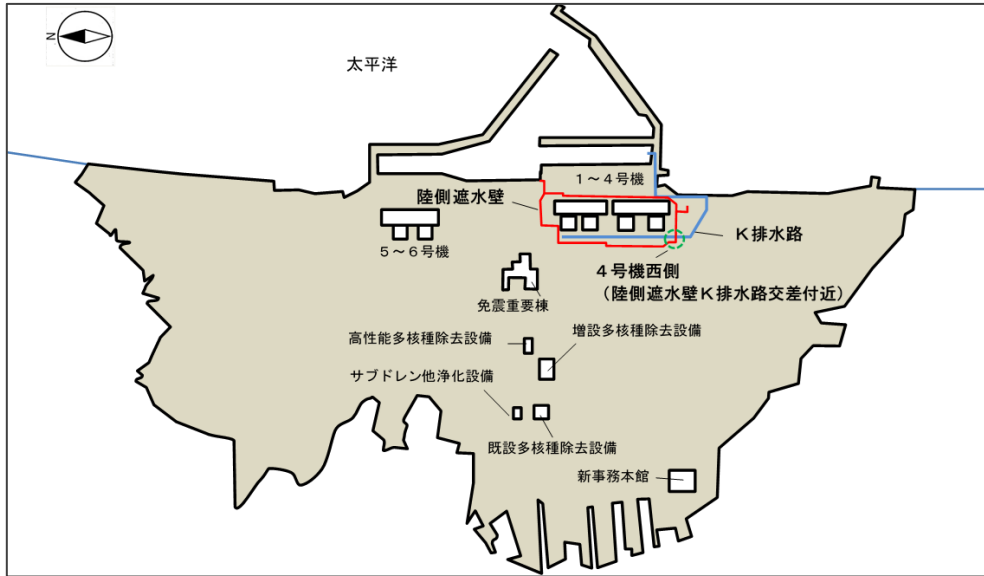 N
太平洋
１～４号機
陸側遮水壁
５～６号機
K排水路
４号機西側
（陸側遮水壁K排水路交差付近）
免震重要棟
高性能多核種除去設備
増設多核種除去設備
サブドレン他浄化設備
既設多核種除去設備
新事務本館